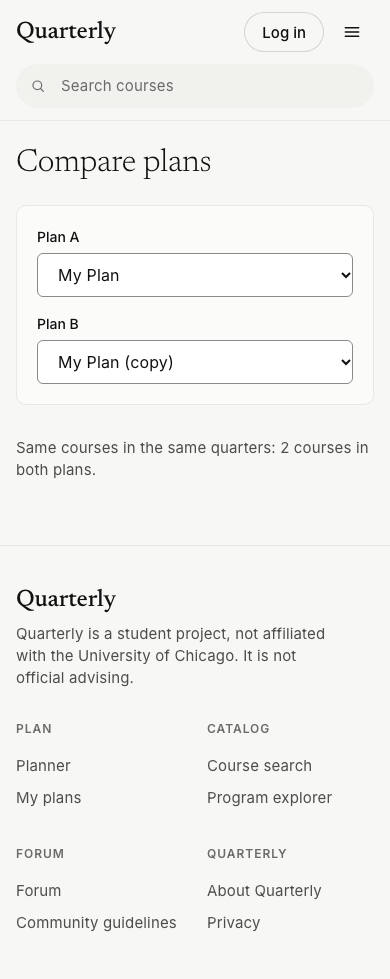 Quarterly
Log in
Search courses
Compare plans
Plan A
My Plan
Plan B
My Plan (copy)
Same courses in the same quarters: 2 courses in
both plans.
Quarterly
Quarterly is a student project, not affiliated
with the University of Chicago. It is not
official advising.
PLAN
Planner
My plans
CATALOG
Course search
Program explorer
FORUM
Forum
Community guidelines
QUARTERLY
About Quarterly
Privacy